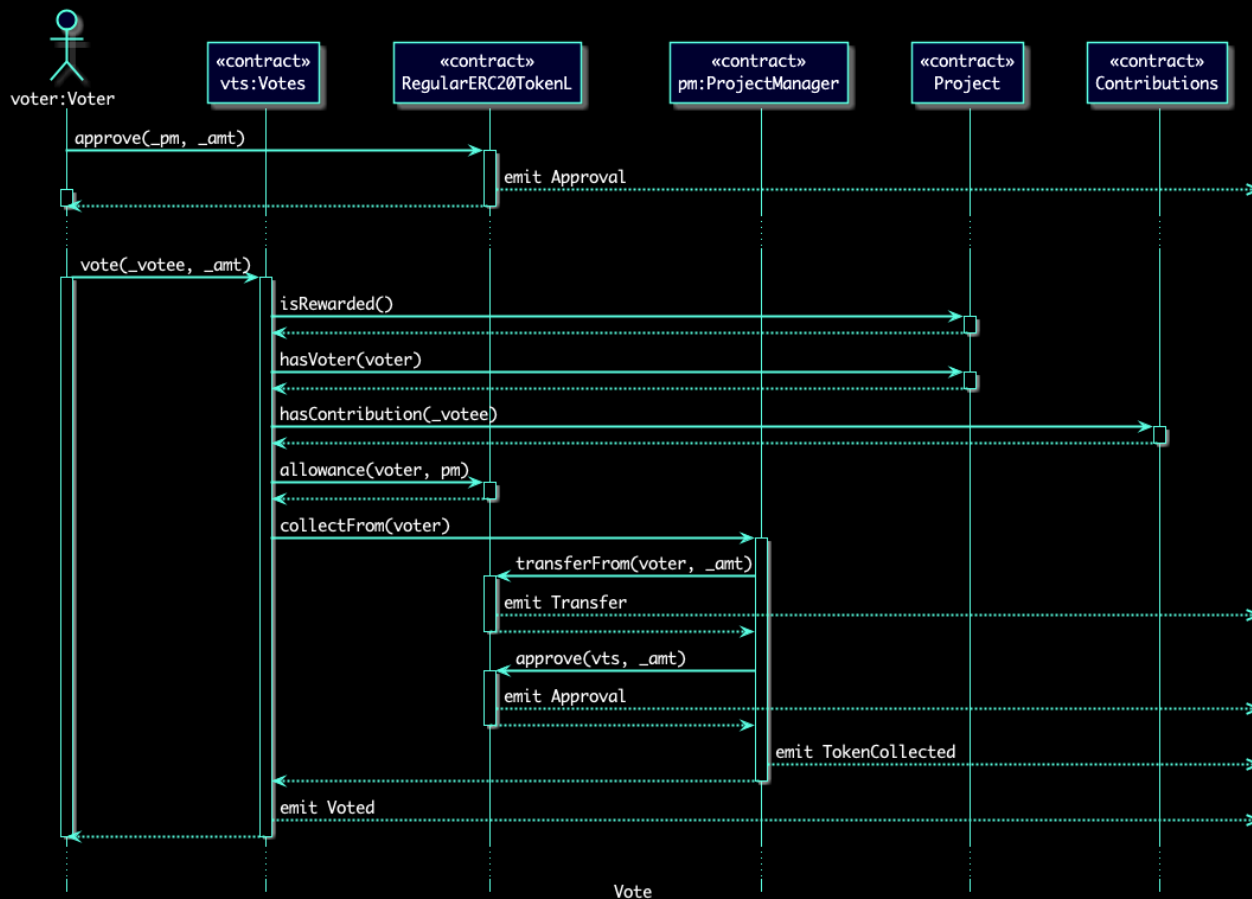 «contract» «contract» «contract» «contract» «contract»
voter:Voter vts:Votes RegularERC20TokenL pm:ProjectManager Project Contributions
approve(_pm, _amt)
emit Approval
vote(_votee, _amt)
isRewarded()
hasVoter(voter)
hasContribution(_votee)
allowance(voter, pm)
collectFrom(voter)
transferFrom(voter, _amt)
emit Transfer
approve(vts, _amt)
emit Approval
emit TokenCollected
emit Voted
Vote